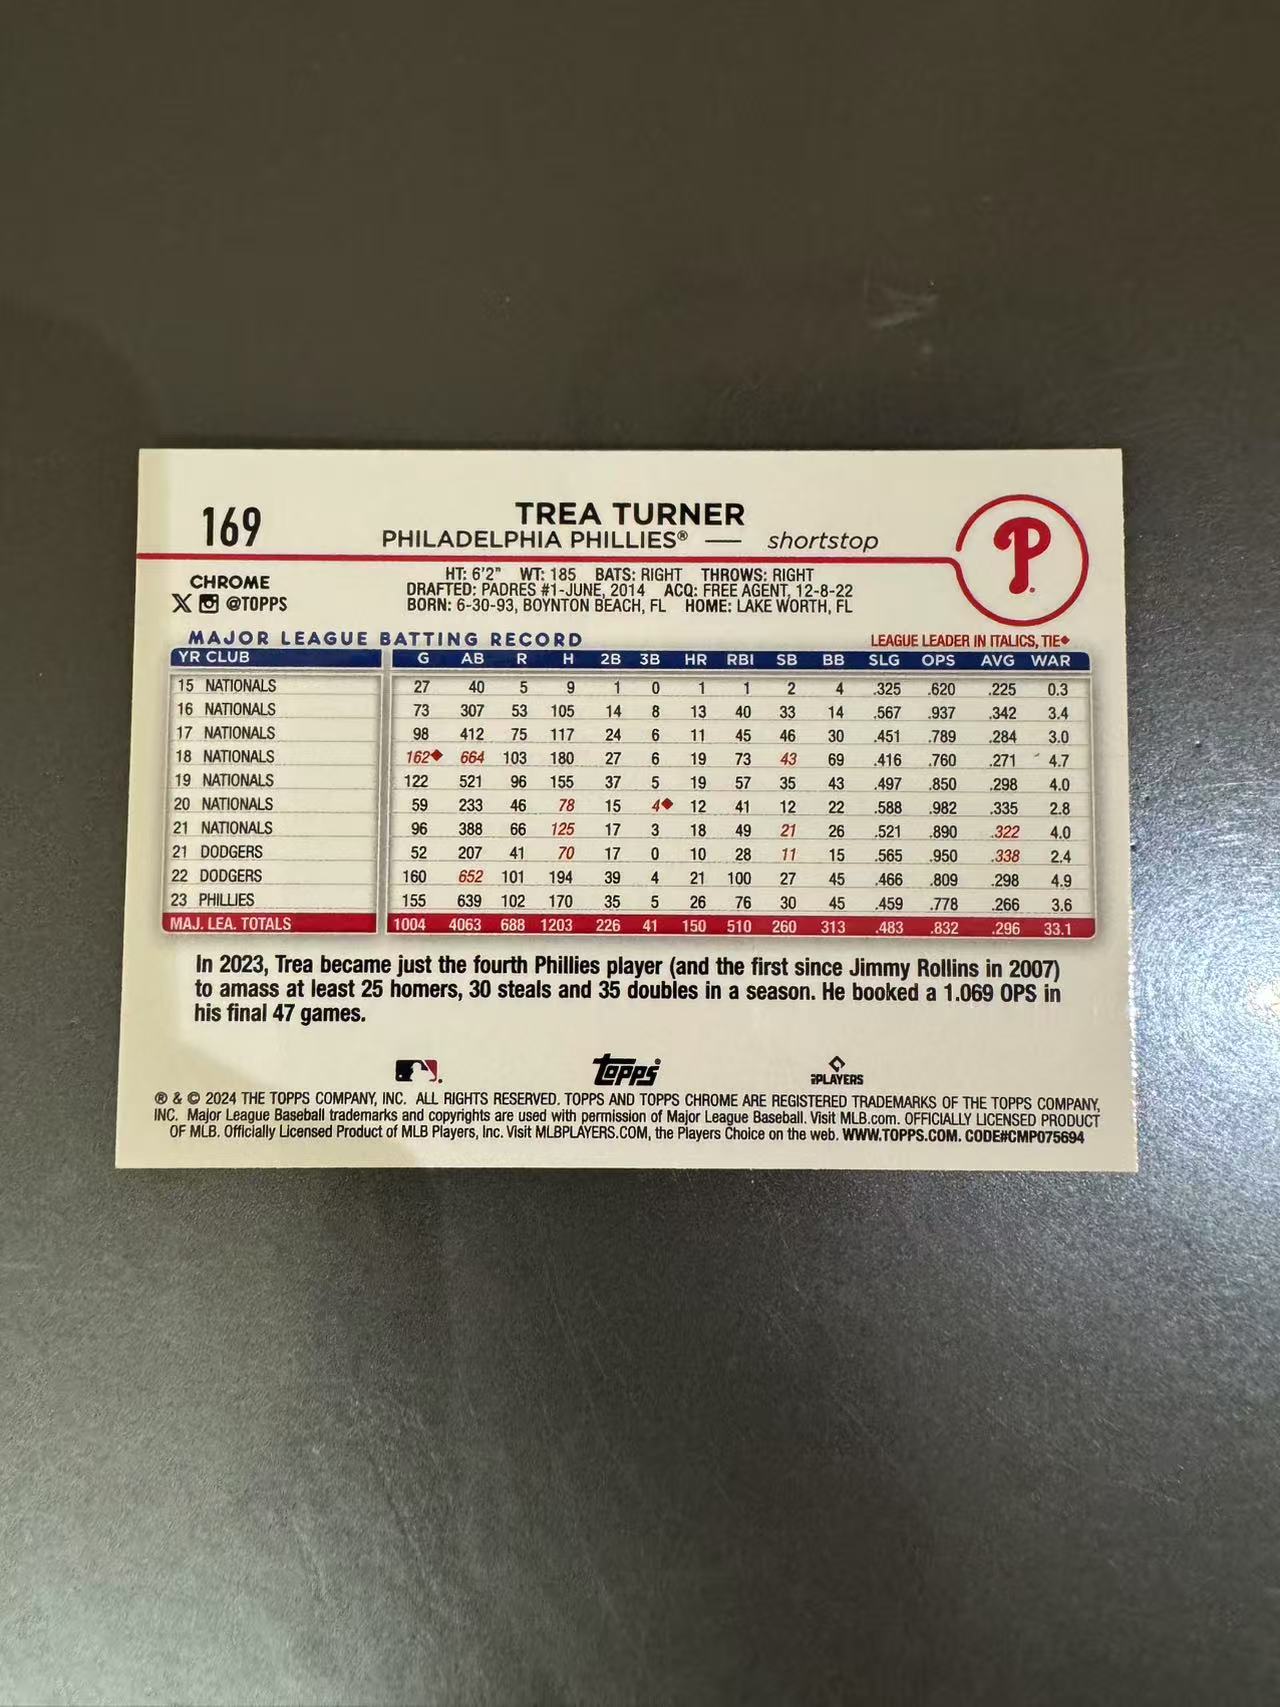 169
TREA TURNER
PHILADELPHIA PHILLIES® — shortstop
P
CHROME
@TOPPS
HT: 6'2" WT: 185 BATS: RIGHT THROWS: RIGHT
DRAFTED: PADRES #1-JUNE, 2014 ACQ: FREE AGENT, 12-8-22
BORN: 6-30-93, BOYNTON BEACH, FL HOME: LAKE WORTH, FL
MAJOR LEAGUE BATTING RECORD LEAGUE LEADER IN ITALICS, TIE♦
YR CLUB G AB R H 2B 3B HR RBI SB BB SLG OPS AVG WAR
15 NATIONALS 27 40 5 9 1 0 1 1 2 4 .325 .620 .225 0.3
16 NATIONALS 73 307 53 105 14 8 13 40 33 14 .567 .937 .342 3.4
17 NATIONALS 98 412 75 117 24 6 11 45 46 30 .451 .789 .284 3.0
18 NATIONALS 162♦ 664 103 180 27 6 19 73 43 69 .416 .760 .271 4.7
19 NATIONALS 122 521 96 155 37 5 19 57 35 43 .497 .850 .298 4.0
20 NATIONALS 59 233 46 78 15 4♦ 12 41 12 22 .588 .982 .335 2.8
21 NATIONALS 96 388 66 125 17 3 18 49 21 26 .521 .890 .322 4.0
21 DODGERS 52 207 41 70 17 0 10 28 11 15 .565 .950 .338 2.4
22 DODGERS 160 652 101 194 39 4 21 100 27 45 .466 .809 .298 4.9
23 PHILLIES 155 639 102 170 35 5 26 76 30 45 .459 .778 .266 3.6
MAJ. LEA. TOTALS 1004 4063 688 1203 226 41 150 510 260 313 .483 .832 .296 33.1
In 2023, Trea became just the fourth Phillies player (and the first since Jimmy Rollins in 2007)
to amass at least 25 homers, 30 steals and 35 doubles in a season. He booked a 1.069 OPS in
his final 47 games.
topps
PLAYERS
® & © 2024 THE TOPPS COMPANY, INC. ALL RIGHTS RESERVED. TOPPS AND TOPPS CHROME ARE REGISTERED TRADEMARKS OF THE TOPPS COMPANY,
INC. Major League Baseball trademarks and copyrights are used with permission of Major League Baseball. Visit MLB.com. OFFICIALLY LICENSED PRODUCT
OF MLB. Officially Licensed Product of MLB Players, Inc. Visit MLBPLAYERS.COM, the Players Choice on the web. WWW.TOPPS.COM. CODE#CMP075694